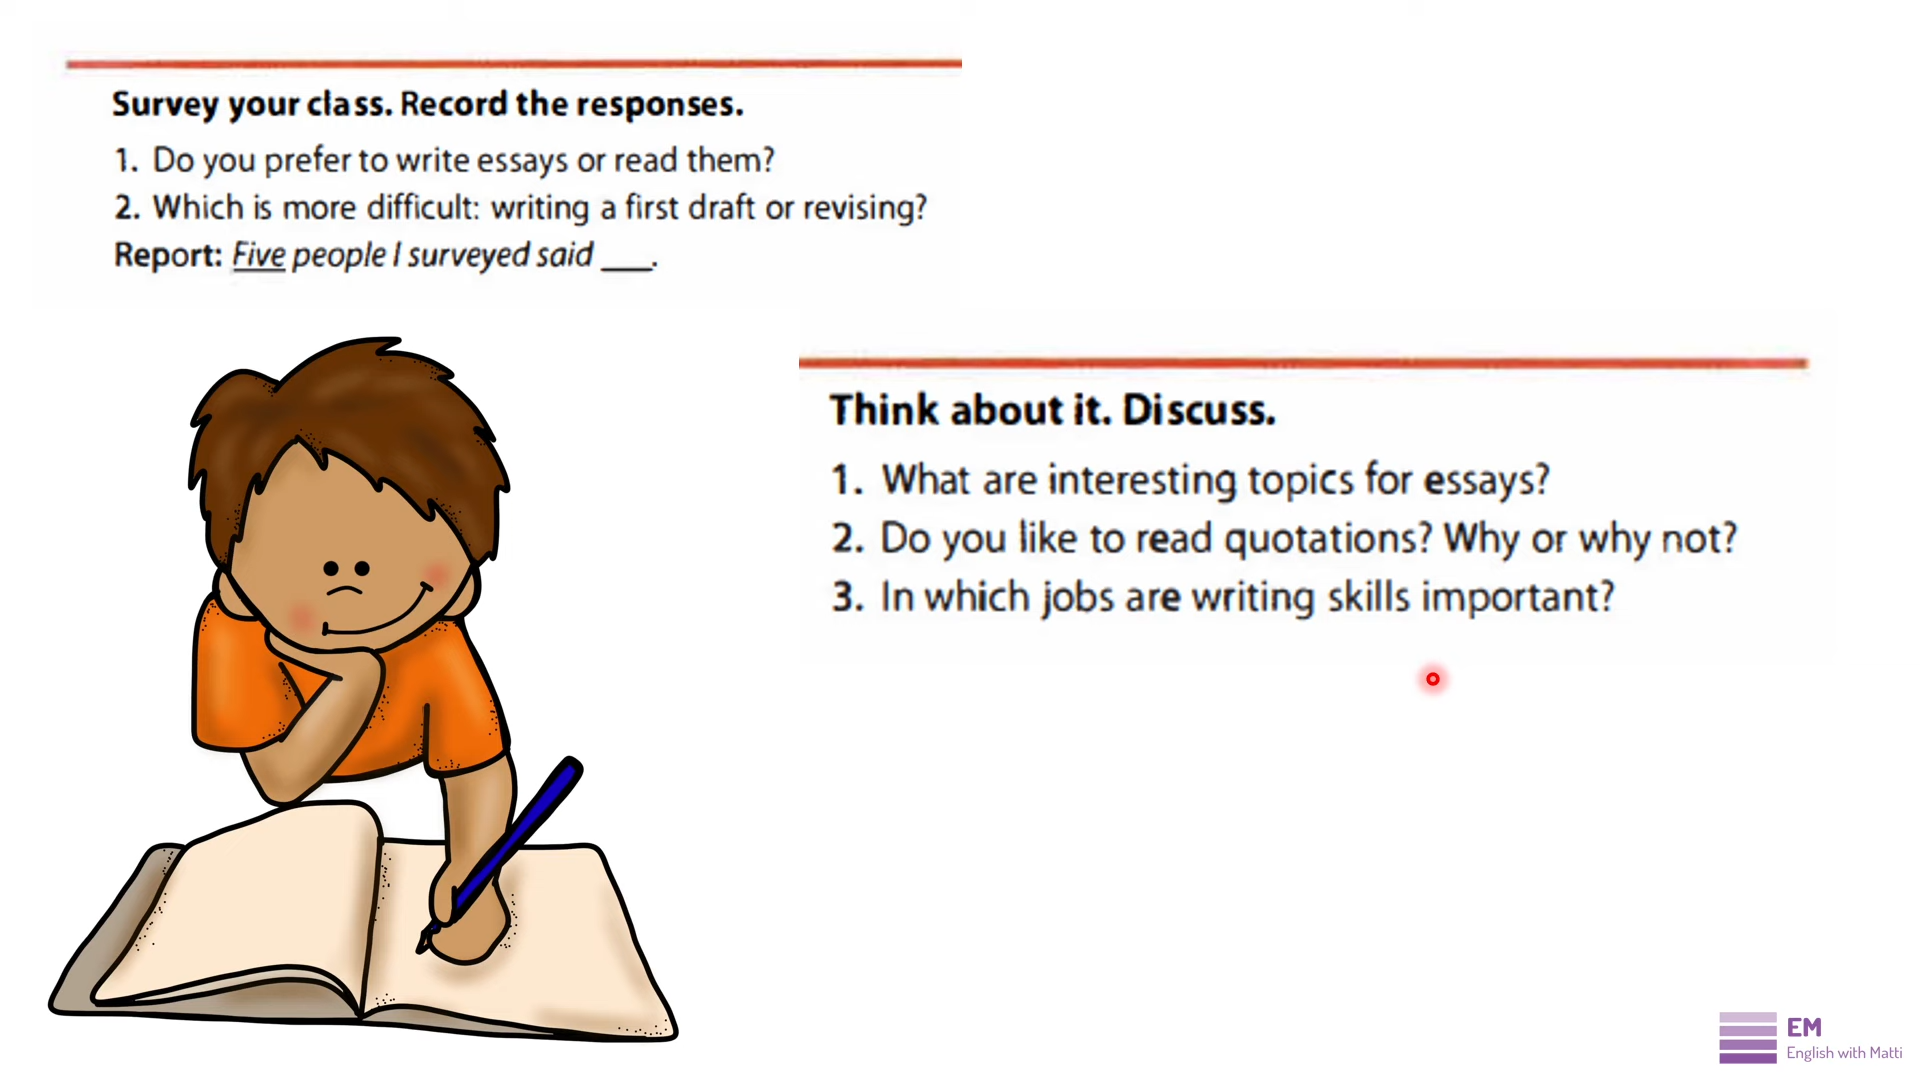 Survey your class. Record the responses.
1. Do you prefer to write essays or read them?
2. Which is more difficult: writing a first draft or revising?
Report: Five people I surveyed said ___.
Think about it. Discuss.
1. What are interesting topics for essays?
2. Do you like to read quotations? Why or why not?
3. In which jobs are writing skills important?
EM
English with Matti